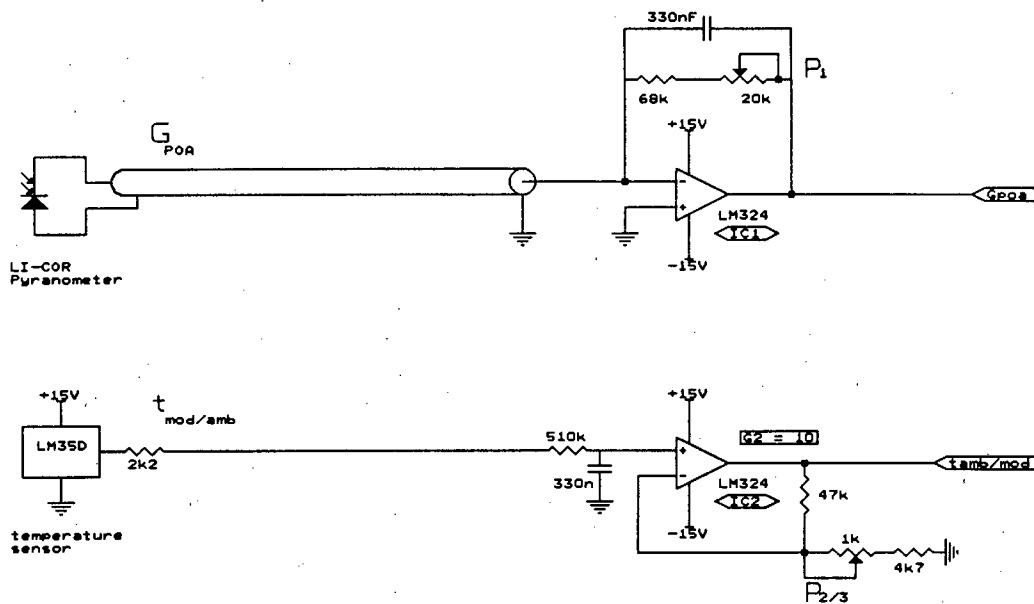 330nF
P1
68k
20k
+15V
GPOA
LM324
IC1
-15V
Gpoa
LI-COR
Pyranometer
+15V
t mod/amb
LM35D
2k2
510k
330n
+15V
G2 = 10
LM324
IC2
-15V
tamb/mod
47k
1k
4k7
P2/3
temperature
sensor